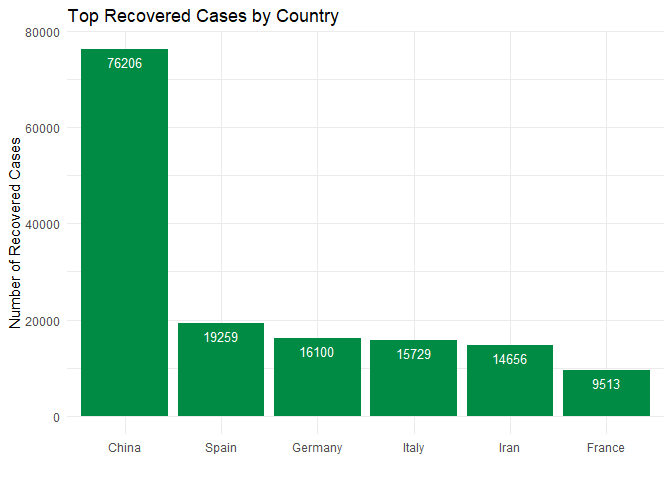 Top Recovered Cases by Country
Number of Recovered Cases
80000
60000
40000
20000
0
76206
19259
16100
15729
14656
9513
China
Spain
Germany
Italy
Iran
France